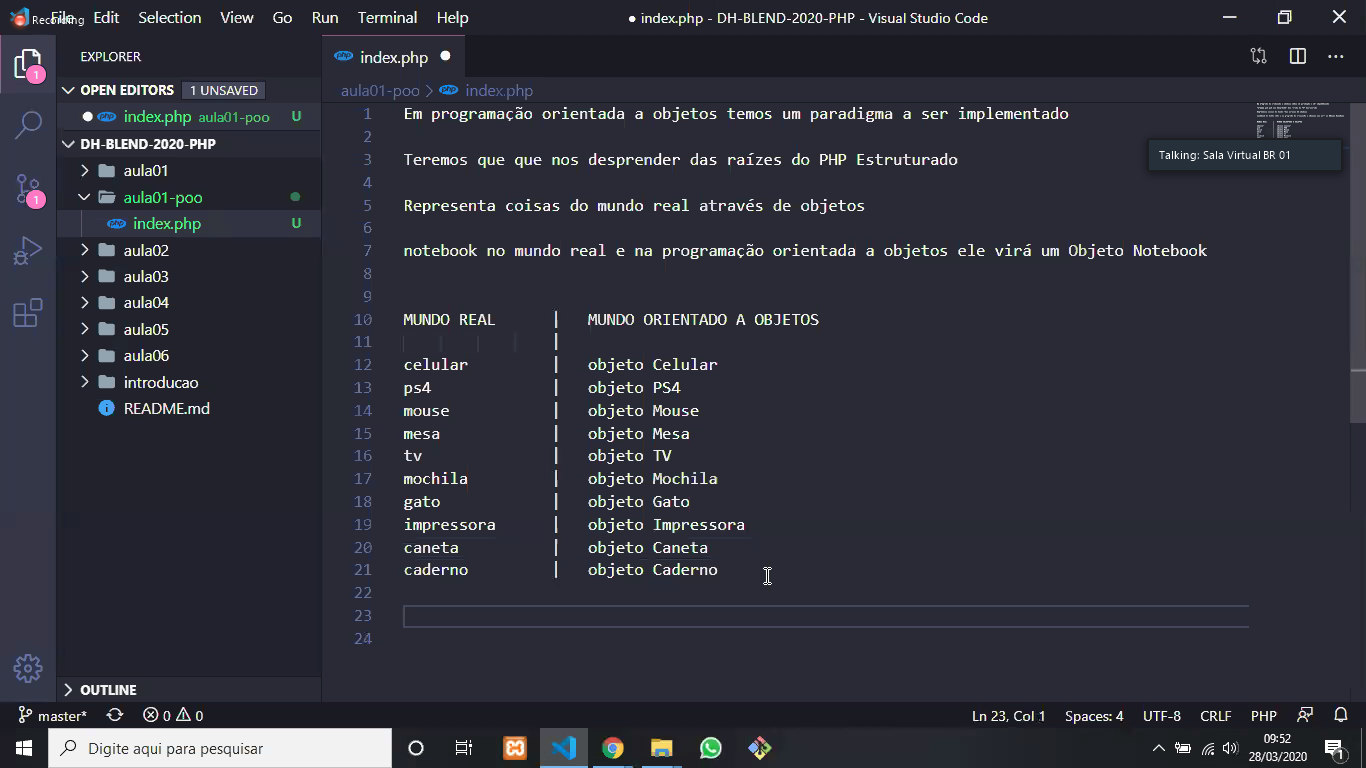 Recording
File Edit Selection View Go Run Terminal Help
● index.php - DH-BLEND-2020-PHP - Visual Studio Code
1
1
EXPLORER
OPEN EDITORS 1 UNSAVED
index.php aula01-poo U
DH-BLEND-2020-PHP
aula01
aula01-poo
index.php U
aula02
aula03
aula04
aula05
aula06
introducao
README.md
OUTLINE
php index.php
aula01-poo > php index.php
1 Em programação orientada a objetos temos um paradigma a ser implementado
2
3 Teremos que que nos desprender das raízes do PHP Estruturado
4
5 Representa coisas do mundo real através de objetos
6
7 notebook no mundo real e na programação orientada a objetos ele virá um Objeto Notebook
8
9
10 MUNDO REAL | MUNDO ORIENTADO A OBJETOS
11 |
12 celular | objeto Celular
13 ps4 | objeto PS4
14 mouse | objeto Mouse
15 mesa | objeto Mesa
16 tv | objeto TV
17 mochila | objeto Mochila
18 gato | objeto Gato
19 impressora | objeto Impressora
20 caneta | objeto Caneta
21 caderno | objeto Caderno
22
23
24
Talking: Sala Virtual BR 01
master* 0 0 Ln 23, Col 1 Spaces: 4 UTF-8 CRLF PHP
Digite aqui para pesquisar
09:52
28/03/2020
1